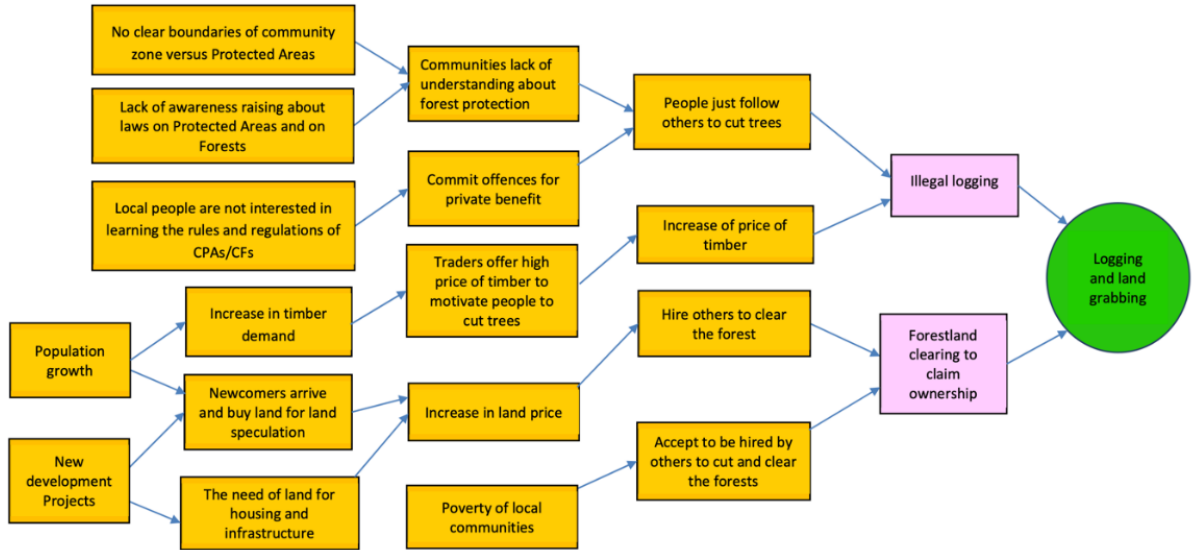 No clear boundaries of community
zone versus Protected Areas
Lack of awareness raising about
laws on Protected Areas and on
Forests
Local people are not interested in
learning the rules and regulations of
CPAs/CFs
Population
growth
New
development
Projects
Increase in timber
demand
Newcomers arrive
and buy land for land
speculation
The need of land for
housing and
infrastructure
Communities lack of
understanding about
forest protection
Commit offences for
private benefit
Traders offer high
price of timber to
motivate people to
cut trees
Increase in land price
Poverty of local
communities
People just follow
others to cut trees
Increase of price of
timber
Hire others to clear
the forest
Accept to be hired by
others to cut and clear
the forests
Illegal logging
Forestland
clearing to
claim
ownership
Logging
and land
grabbing